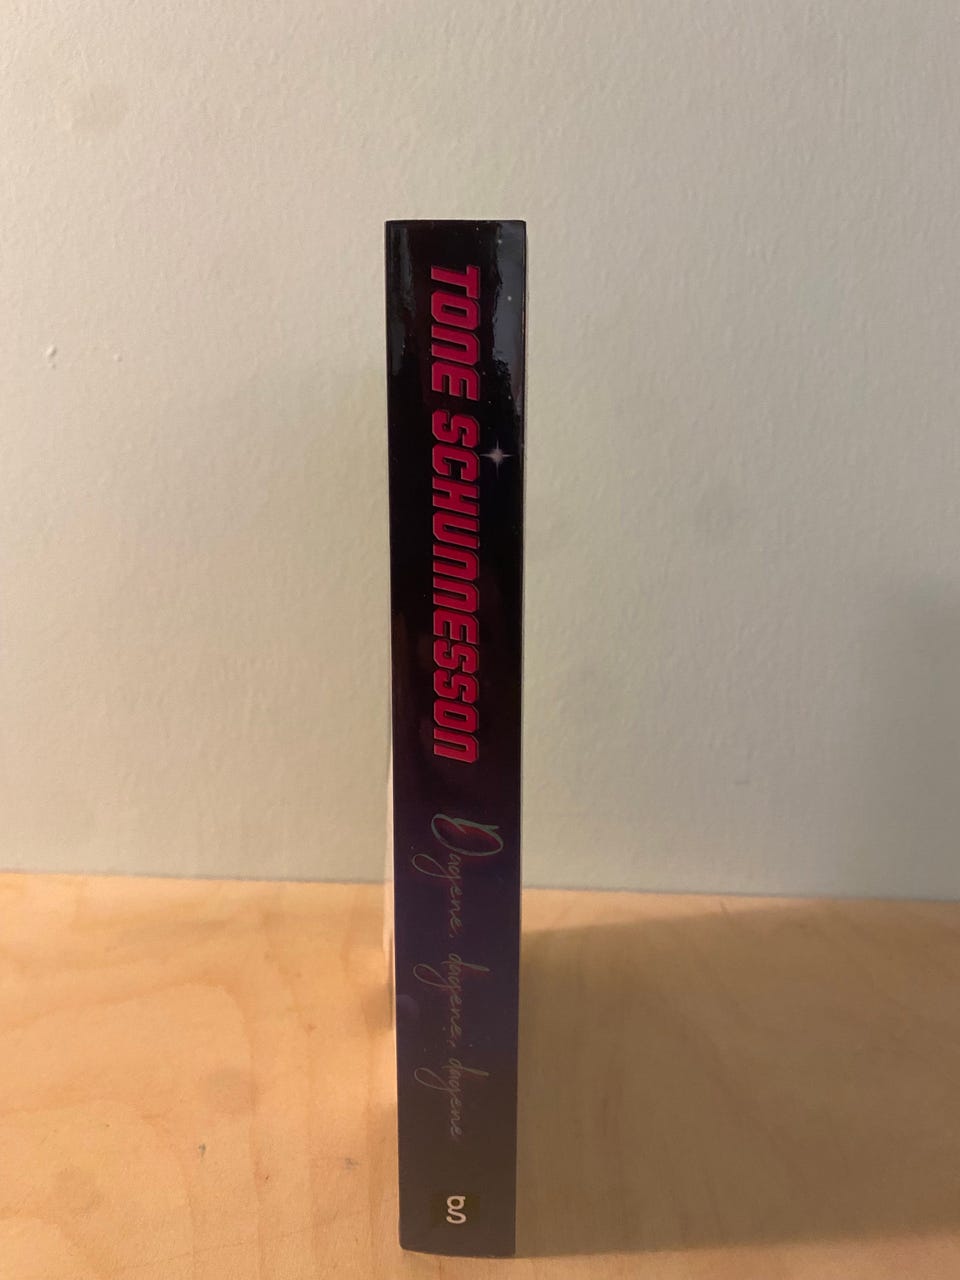 TONE SCHUNNESSON
Dagene, dagene, dagene
g